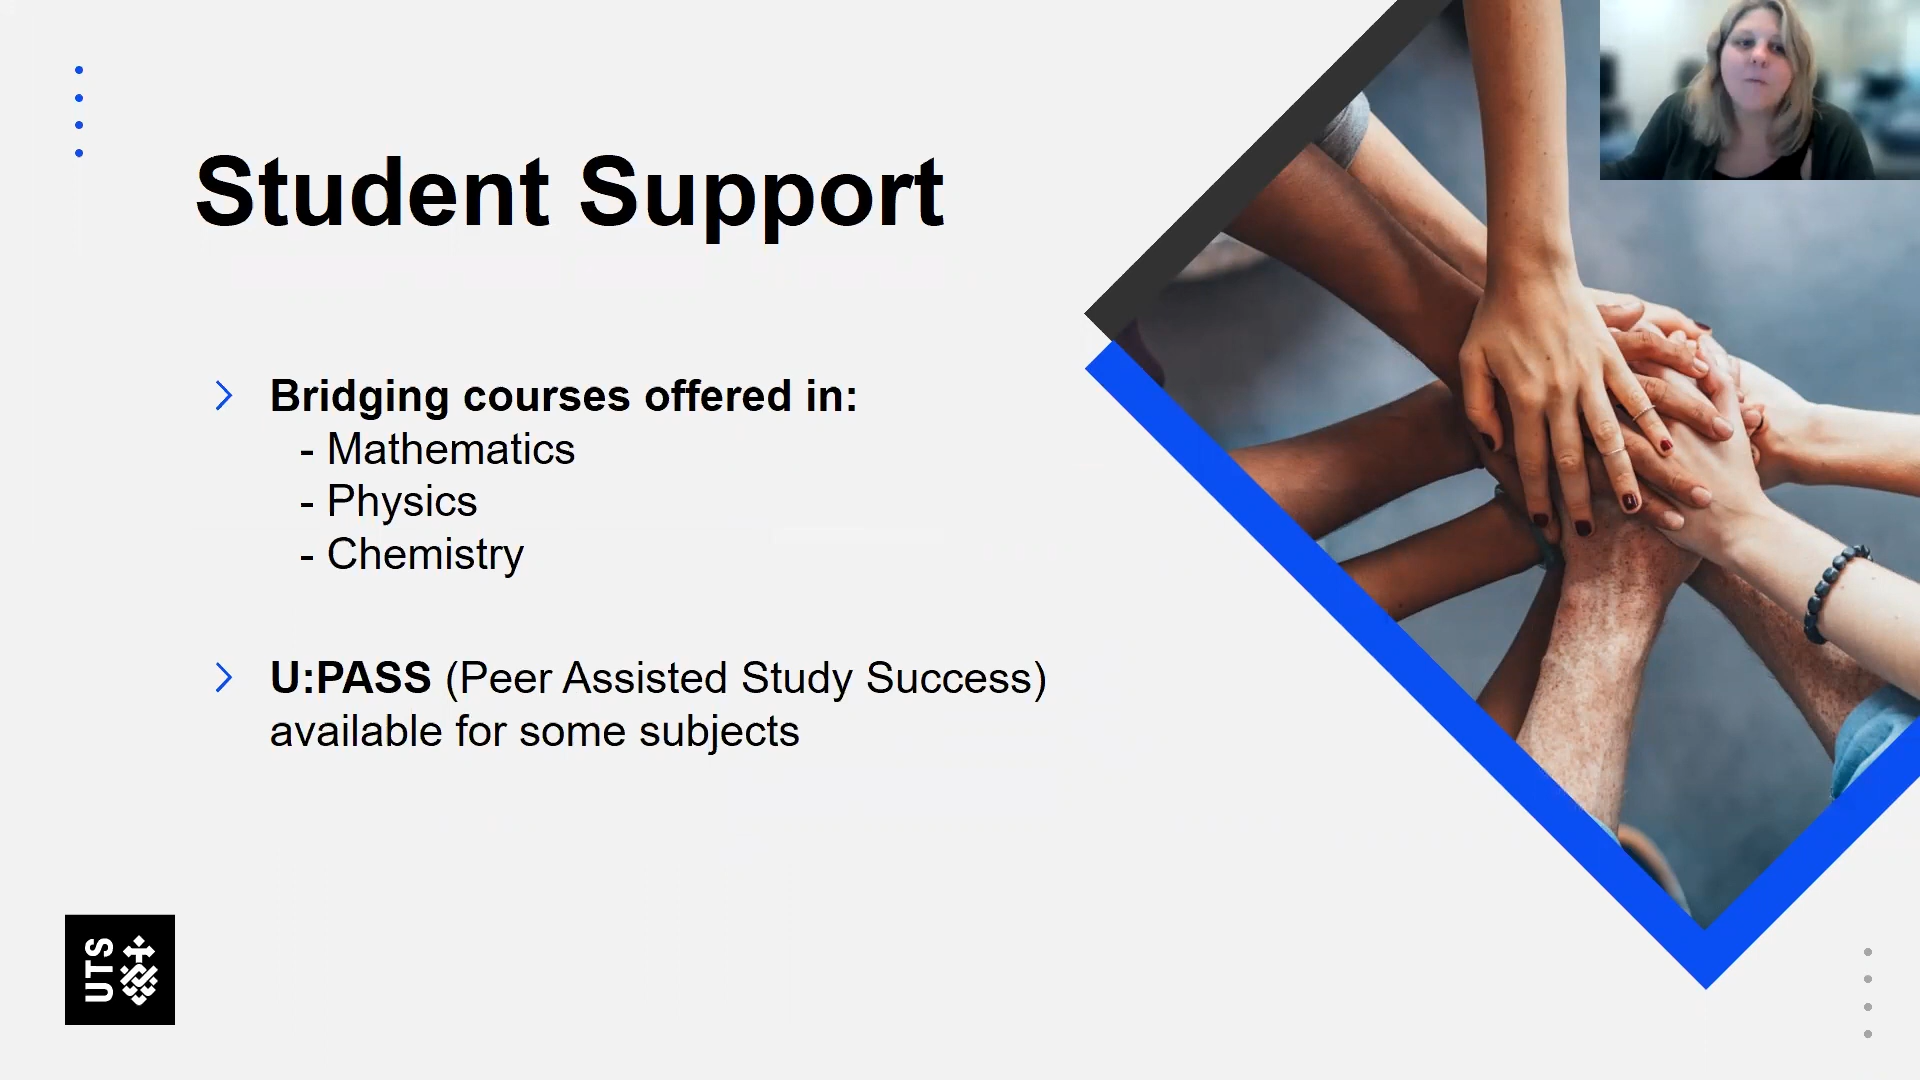 Student Support
Bridging courses offered in:
- Mathematics
- Physics
- Chemistry
U:PASS (Peer Assisted Study Success)
available for some subjects
UTS